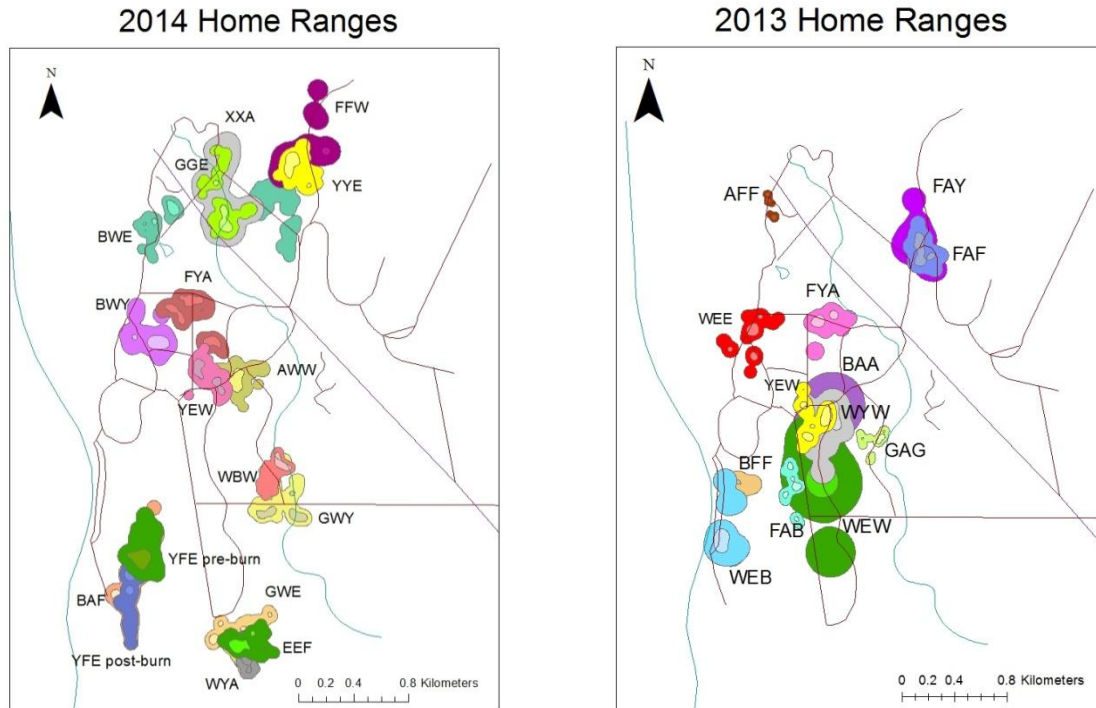 2014 Home Ranges
N
FFW
XXA
GGE
YYE
BWE
FYA
BWY
AWW
YEW
WBW
GWY
YFE pre-burn
BAF
GWE
YFE post-burn
EEF
WYA
0 0.2 0.4 0.8 Kilometers
2013 Home Ranges
N
AFF
FAY
FAF
FYA
WEE
BAA
YEW
WYW
GAG
BFF
FAB
WEW
WEB
0 0.2 0.4 0.8 Kilometers